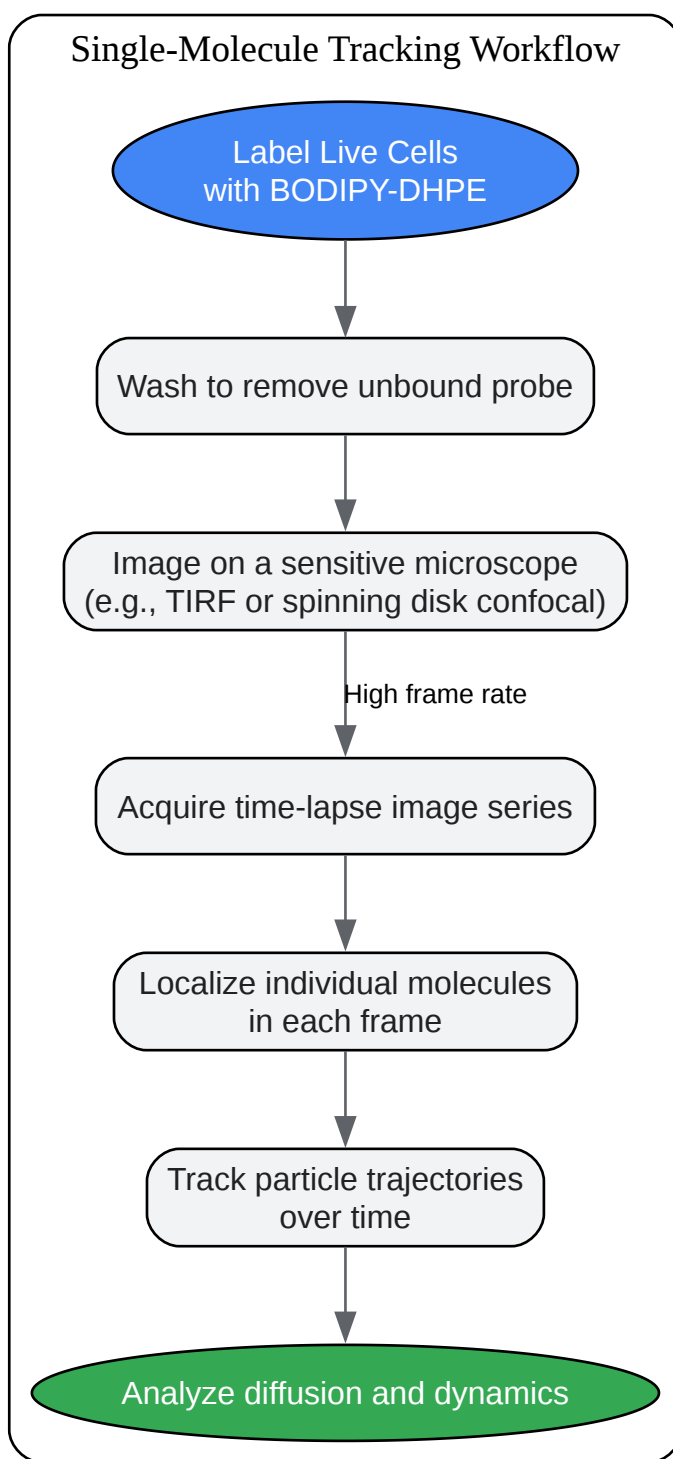 Single-Molecule Tracking Workflow
Label Live Cells
with BODIPY-DHPE
Wash to remove unbound probe
Image on a sensitive microscope
(e.g., TIRF or spinning disk confocal)
High frame rate
Acquire time-lapse image series
Localize individual molecules
in each frame
Track particle trajectories
over time
Analyze diffusion and dynamics